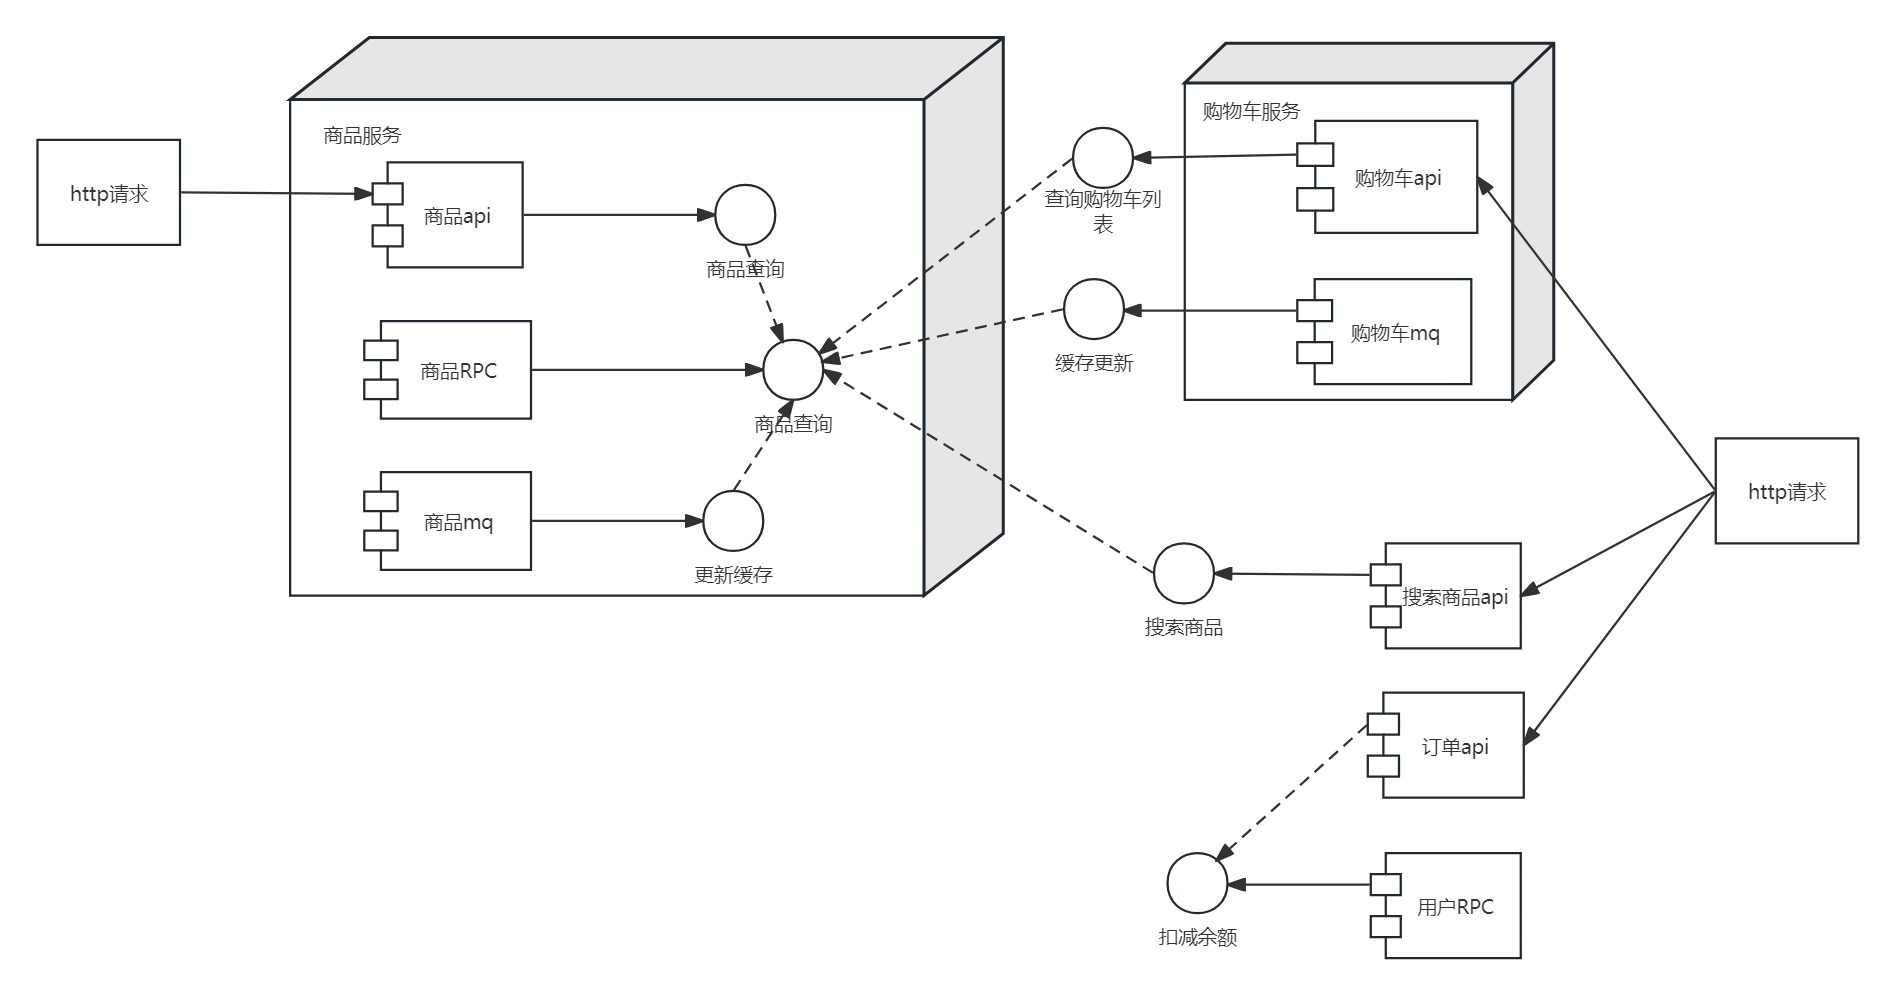 http请求
商品服务
商品api
商品查询
商品RPC
商品查询
商品mq
更新缓存
购物车服务
购物车api
查询购物车列
表
购物车mq
缓存更新
http请求
搜索商品api
搜索商品
订单api
用户RPC
扣减余额